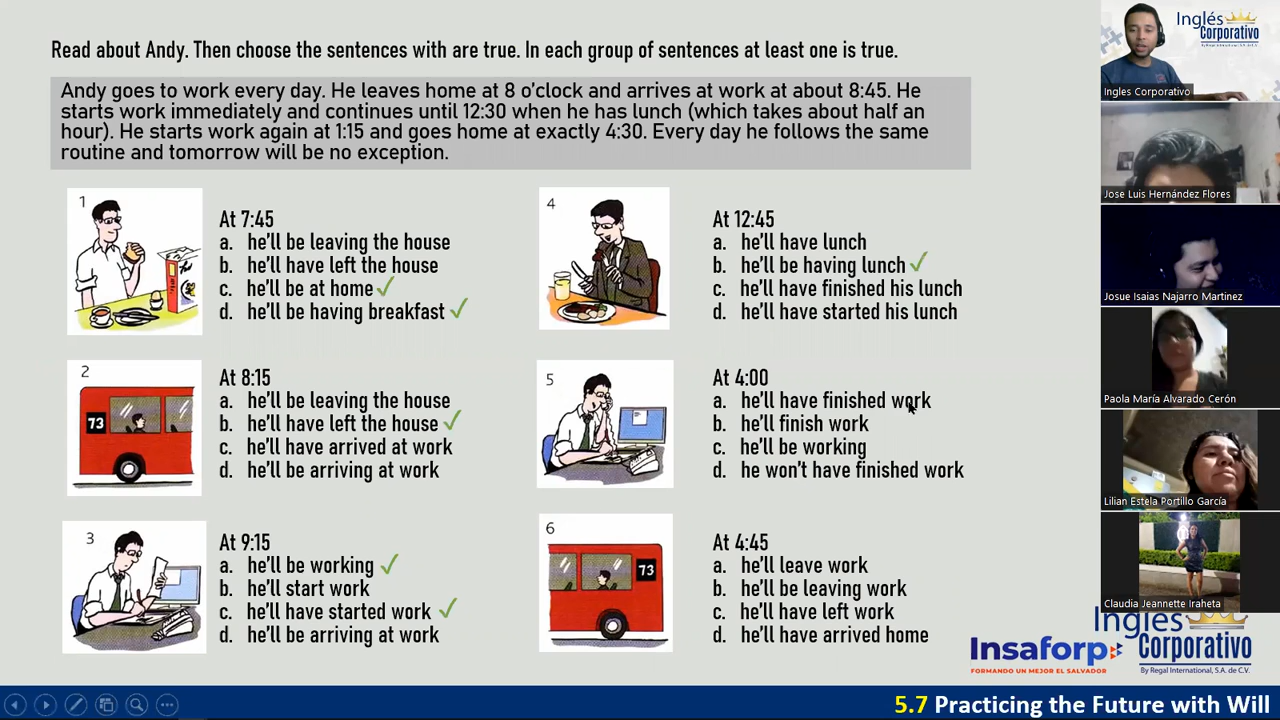 Read about Andy. Then choose the sentences with are true. In each group of sentences at least one is true.
Andy goes to work every day. He leaves home at 8 o'clock and arrives at work at about 8:45. He
starts work immediately and continues until 12:30 when he has lunch (which takes about half an
hour). He starts work again at 1:15 and goes home at exactly 4:30. Every day he follows the same
routine and tomorrow will be no exception.
1
At 7:45
a. he'll be leaving the house
b. he'll have left the house
c. he'll be at home ✓
d. he'll be having breakfast ✓
2
73
At 8:15
a. he'll be leaving the house
b. he'll have left the house ✓
c. he'll have arrived at work
d. he'll be arriving at work
3
At 9:15
a. he'll be working ✓
b. he'll start work
c. he'll have started work ✓
d. he'll be arriving at work
4
At 12:45
a. he'll have lunch
b. he'll be having lunch ✓
c. he'll have finished his lunch
d. he'll have started his lunch
5
At 4:00
a. he'll have finished work
b. he'll finish work
c. he'll be working
d. he won't have finished work
6
73
At 4:45
a. he'll leave work
b. he'll be leaving work
c. he'll have left work
d. he'll have arrived home
Inglés
Corporativo
By Regal International, S.A. de C.V.
Ingles Corporativo
Jose Luis Hernández Flores
Josue Isaias Najarro Martinez
Paola María Alvarado Cerón
Lilian Estela Portillo García
Claudia Jeannette Iraheta
Insaforp
FORMANDO UN MEJOR EL SALVADOR
Inglés
Corporativo
By Regal International, S.A. de C.V.
5.7 Practicing the Future with Will